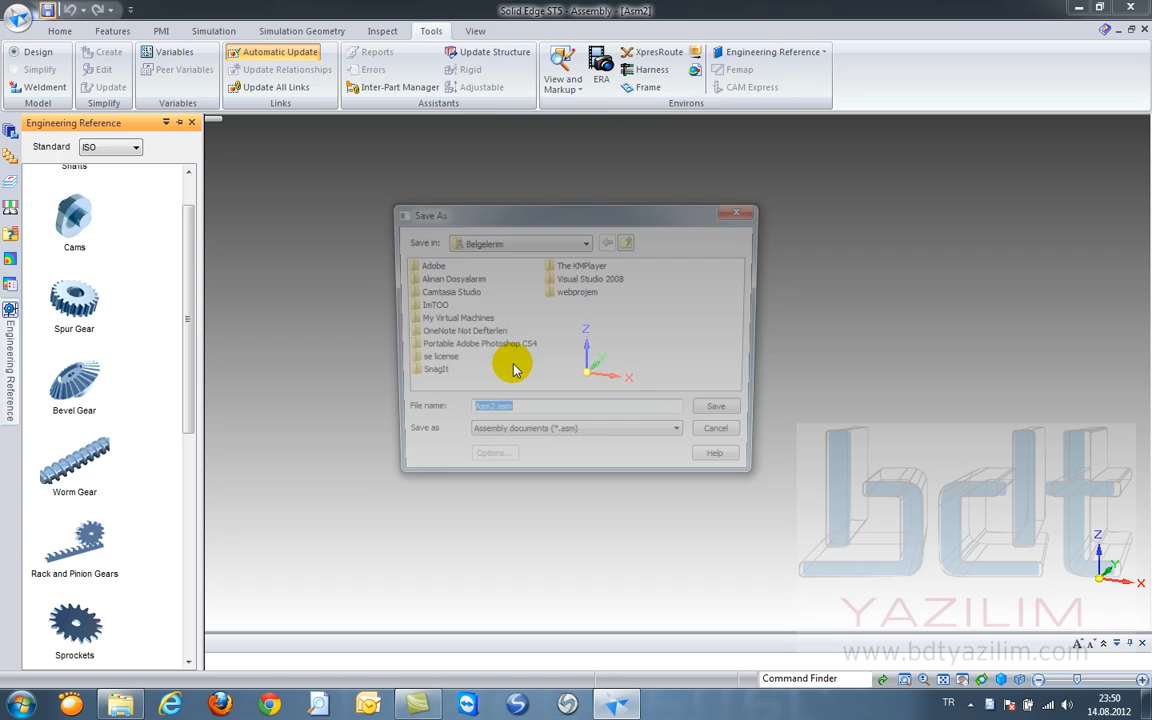 Solid Edge ST5 - Assembly - [Asm2]
Home Features PMI Simulation Simulation Geometry Inspect Tools View
Design Create Variables Automatic Update Reports Update Structure XpresRoute Engineering Reference
Simplify Edit Peer Variables Update Relationships Errors Rigid View and Markup ERA Harness Femap
Weldment Update Update All Links Inter-Part Manager Adjustable Frame CAM Express
Model Simplify Variables Links Assistants Environs
Engineering Reference
Standard ISO
Shafts
Cams
Spur Gear
Bevel Gear
Worm Gear
Rack and Pinion Gears
Sprockets
Engineering Reference
Save As
Save in: Belgelerim
Adobe The KMPlayer
Alınan Dosyalarım Visual Studio 2008
Camtasia Studio webprojem
ImTOO
My Virtual Machines
OneNote Not Defterleri
Portable Adobe Photoshop CS4
se license
SnagIt
File name: Asm2.asm Save
Save as Assembly documents (*.asm) Cancel
Options... Help
Z
Y
X
bdt
YAZILIM
www.bdtyazilim.com
Z
Y
X
Command Finder
TR 23:50
14.08.2012